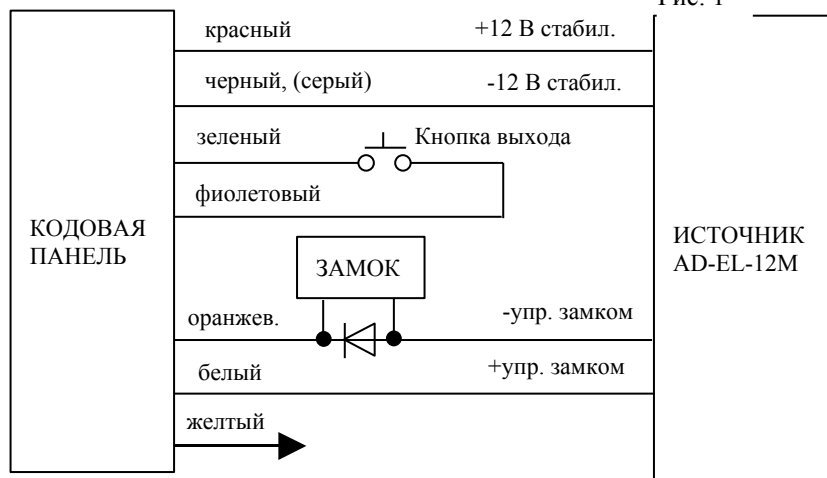 Рис. 1
красный +12 В стабил.
черный, (серый) -12 В стабил.
зеленый Кнопка выхода
фиолетовый
КОДОВАЯ
ПАНЕЛЬ
ИСТОЧНИК
AD-EL-12M
ЗАМОК
оранжев. -упр. замком
белый +упр. замком
желтый